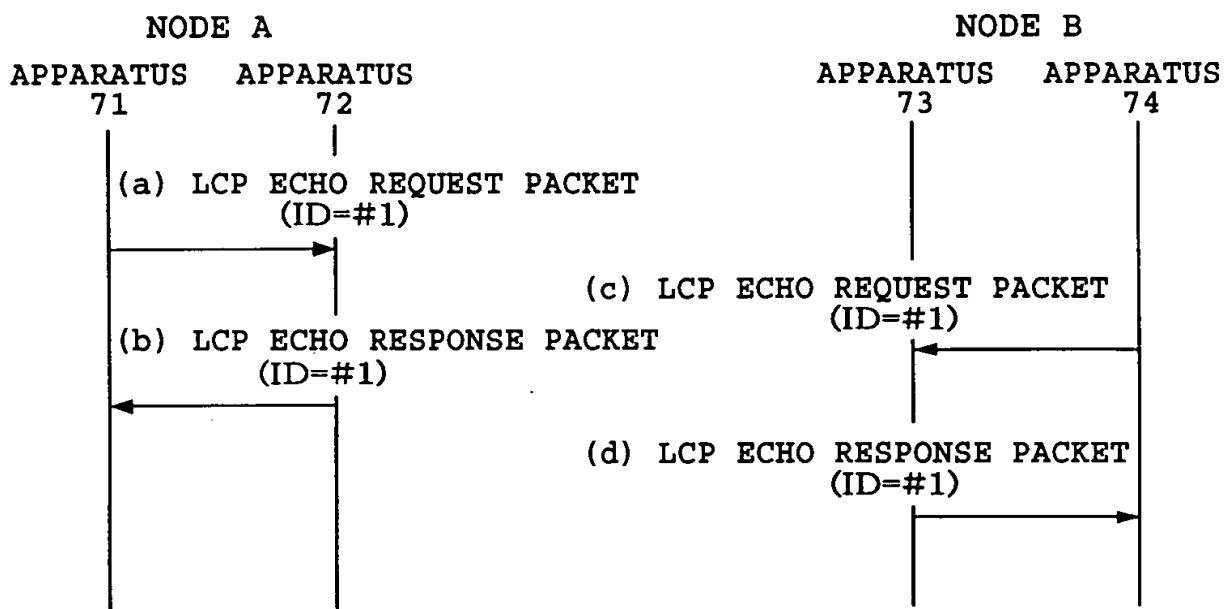 NODE A
NODE B
APPARATUS 71
APPARATUS 72
APPARATUS 73
APPARATUS 74
(a) LCP ECHO REQUEST PACKET
(ID=#1)
(c) LCP ECHO REQUEST PACKET
(ID=#1)
(b) LCP ECHO RESPONSE PACKET
(ID=#1)
(d) LCP ECHO RESPONSE PACKET
(ID=#1)